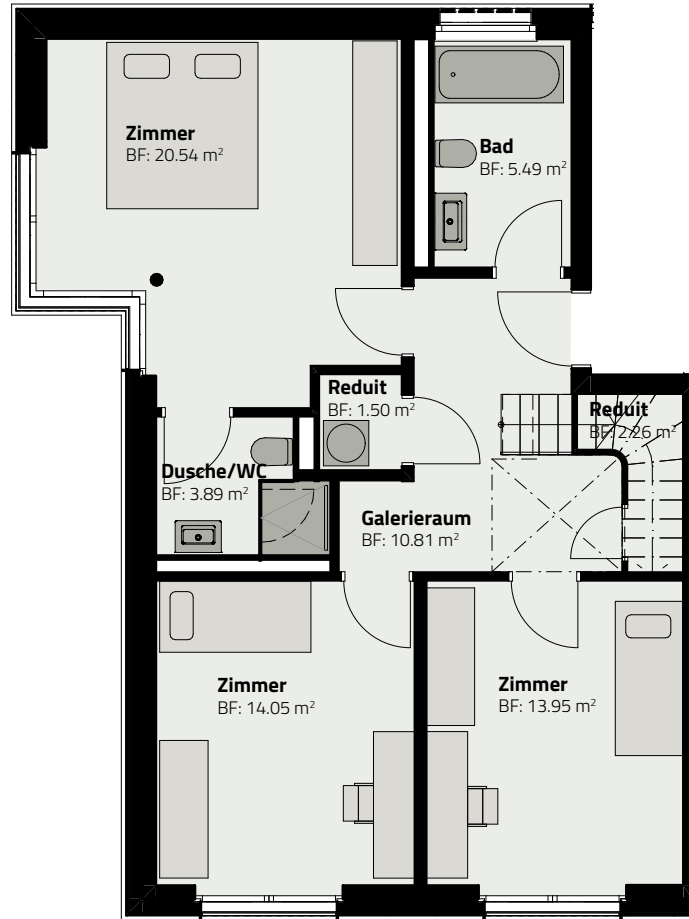 Zimmer
BF: 20.54 m²
Bad
BF: 5.49 m²
Reduit
BF: 1.50 m²
Reduit
BF: 2.26 m²
Dusche/WC
BF: 3.89 m²
Galerieraum
BF: 10.81 m²
Zimmer
BF: 14.05 m²
Zimmer
BF: 13.95 m²